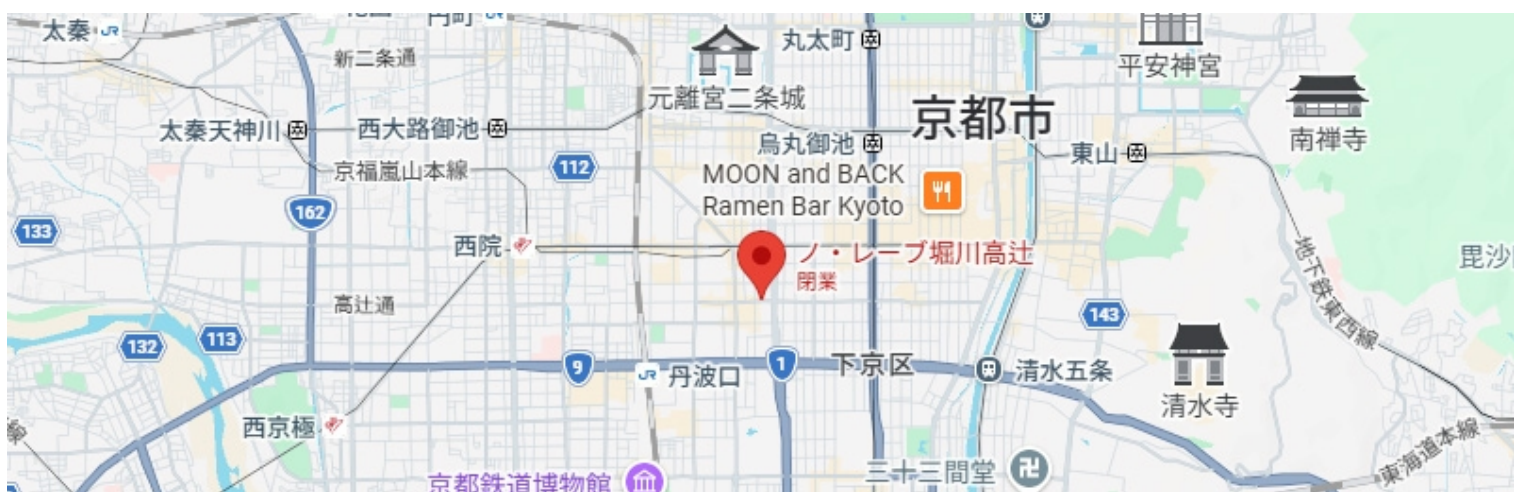 太秦
円町
丸太町
平安神宮
新二条通
元離宮二条城
京都市
南禅寺
太秦天神川
西大路御池
烏丸御池
東山
京福嵐山本線
112
MOON and BACK
Ramen Bar Kyoto
162
133
西院
ノ・レーブ堀川高辻
閉業
地下鉄東西線
毘沙
高辻通
143
132
113
9
JR
丹波口
1
下京区
清水五条
清水寺
西京極
東海道本線
京都鉄道博物館
三十三間堂